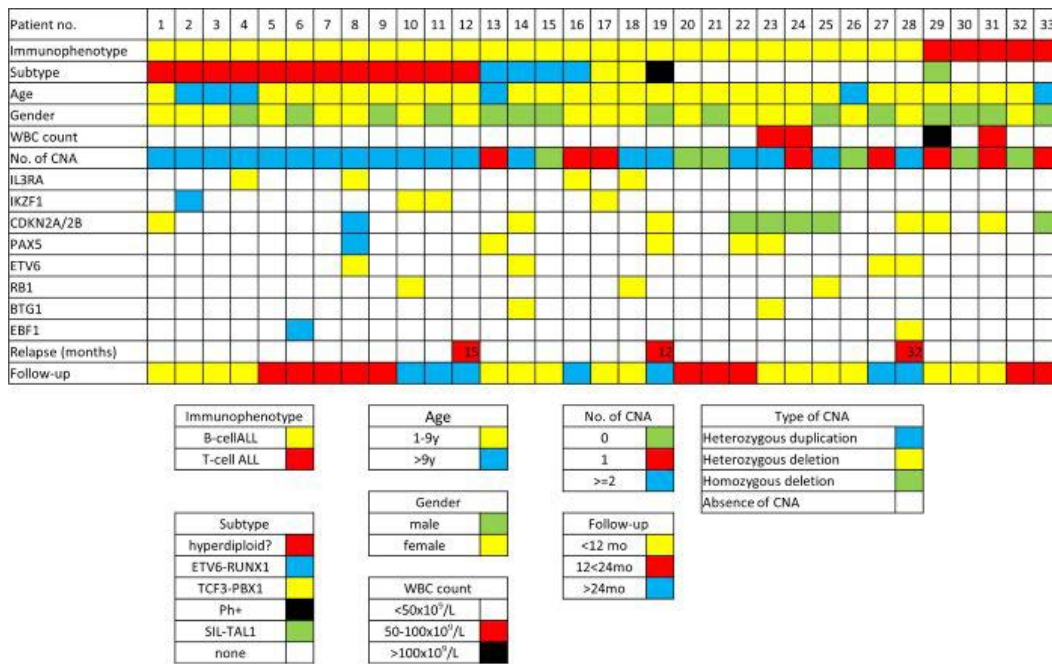 Patient no. 1 2 3 4 5 6 7 8 9 10 11 12 13 14 15 16 17 18 19 20 21 22 23 24 25 26 27 28 29 30 31 32 33
Immunophenotype
Subtype
Age
Gender
WBC count
No. of CNA
IL3RA
IKZF1
CDKN2A/2B
PAX5
ETV6
RB1
BTG1
EBF1
Relapse (months) 15 12 32
Follow-up
Immunophenotype
B-cellALL
T-cell ALL
Subtype
hyperdiploid?
ETV6-RUNX1
TCF3-PBX1
Ph+
SIL-TAL1
none
Age
1-9y
>9y
Gender
male
female
WBC count
<50x10⁹/L
50-100x10⁹/L
>100x10⁹/L
No. of CNA
0
1
>=2
Follow-up
<12 mo
12<24mo
>24mo
Type of CNA
Heterozygous duplication
Heterozygous deletion
Homozygous deletion
Absence of CNA